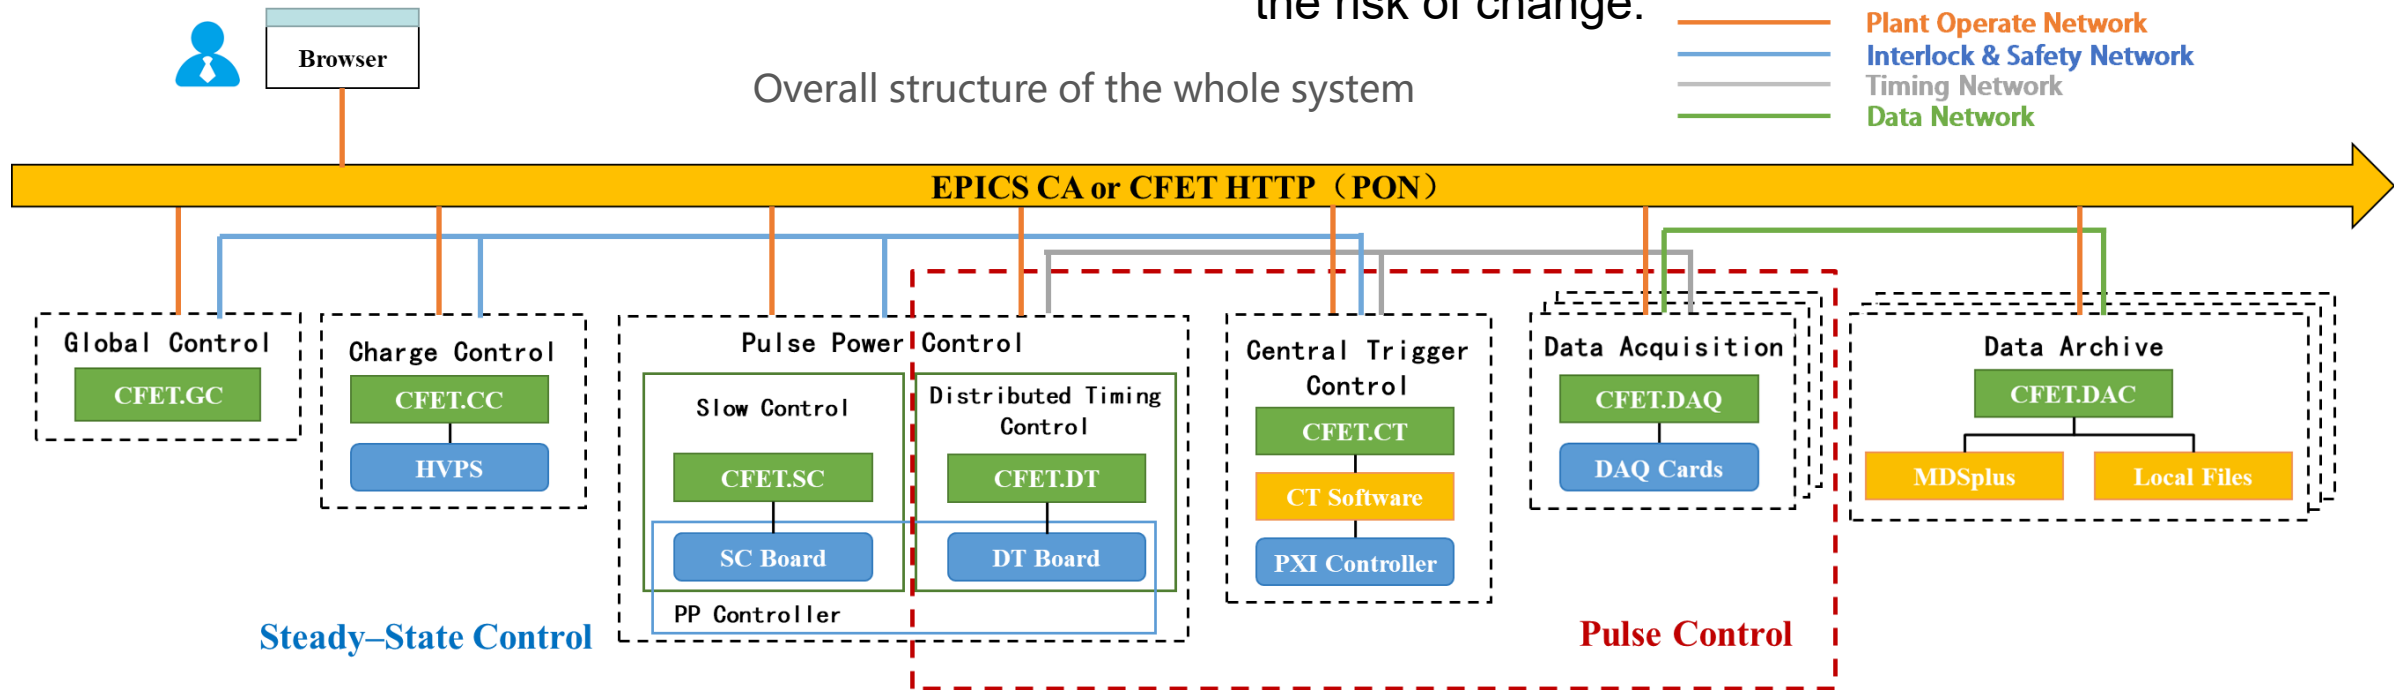 the risk of change.
Browser
Overall structure of the whole system
Plant Operate Network
Interlock & Safety Network
Timing Network
Data Network
EPICS CA or CFET HTTP（PON）
Global Control
CFET.GC
Charge Control
CFET.CC
HVPS
Pulse Power Control
Slow Control
CFET.SC
SC Board
Distributed Timing
Control
CFET.DT
DT Board
PP Controller
Central Trigger
Control
CFET.CT
CT Software
PXI Controller
Data Acquisition
CFET.DAQ
DAQ Cards
Data Archive
CFET.DAC
MDSplus
Local Files
Steady–State Control
Pulse Control